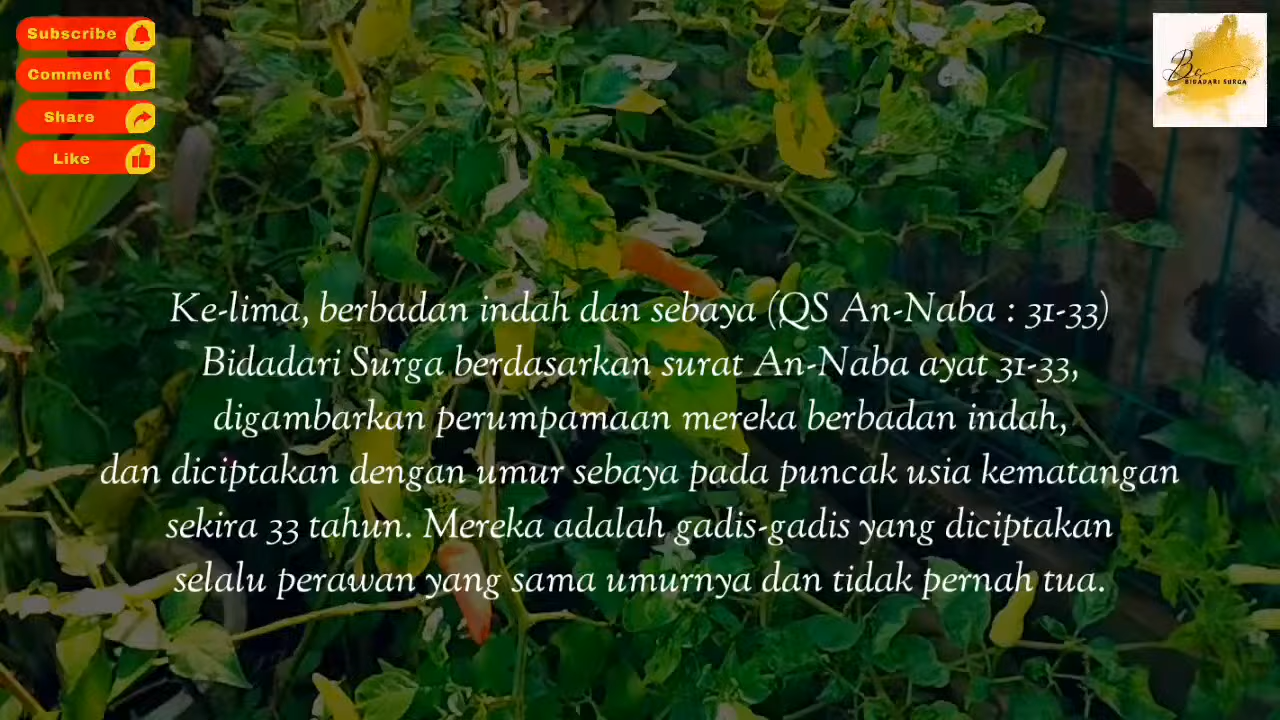 Subscribe
Comment
Share
Like
BIDADARI SURGA
Ke-lima, berbadan indah dan sebaya (QS An-Naba : 31-33)
Bidadari Surga berdasarkan surat An-Naba ayat 31-33,
digambarkan perumpamaan mereka berbadan indah,
dan diciptakan dengan umur sebaya pada puncak usia kematangan
sekira 33 tahun. Mereka adalah gadis-gadis yang diciptakan
selalu perawan yang sama umurnya dan tidak pernah tua.